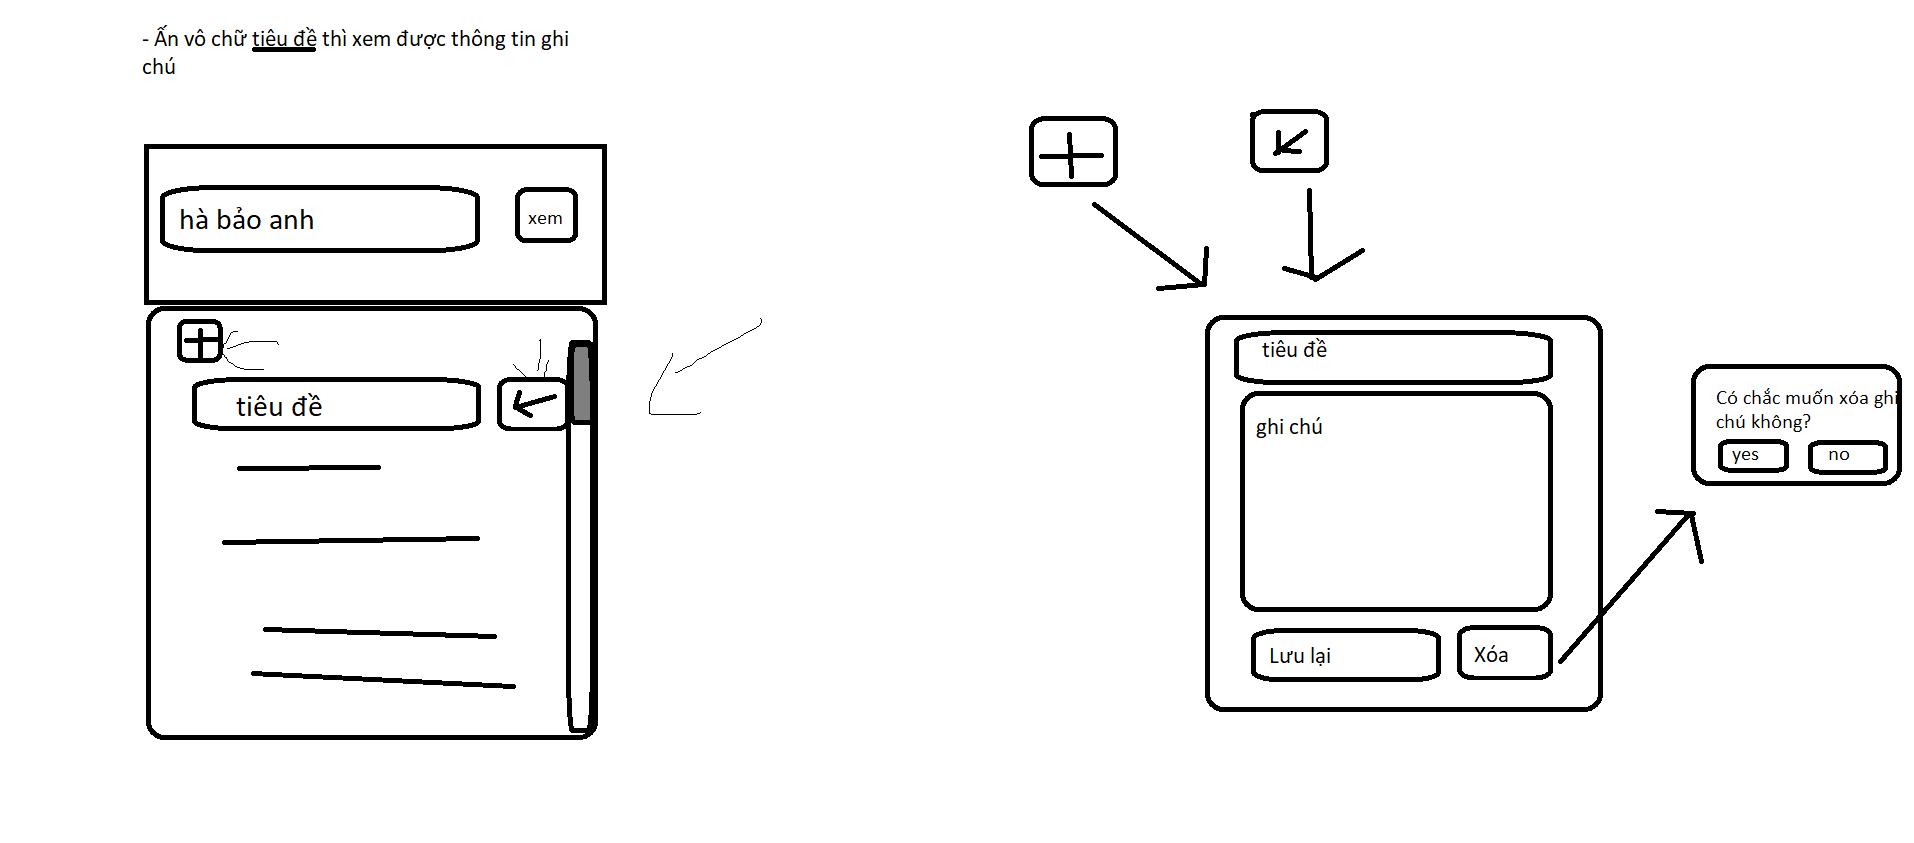 - Ấn vô chữ tiêu đề thì xem được thông tin ghi
chú
hà bảo anh
xem
tiêu đề
tiêu đề
ghi chú
Lưu lại
Xóa
Có chắc muốn xóa ghi
chú không?
yes
no